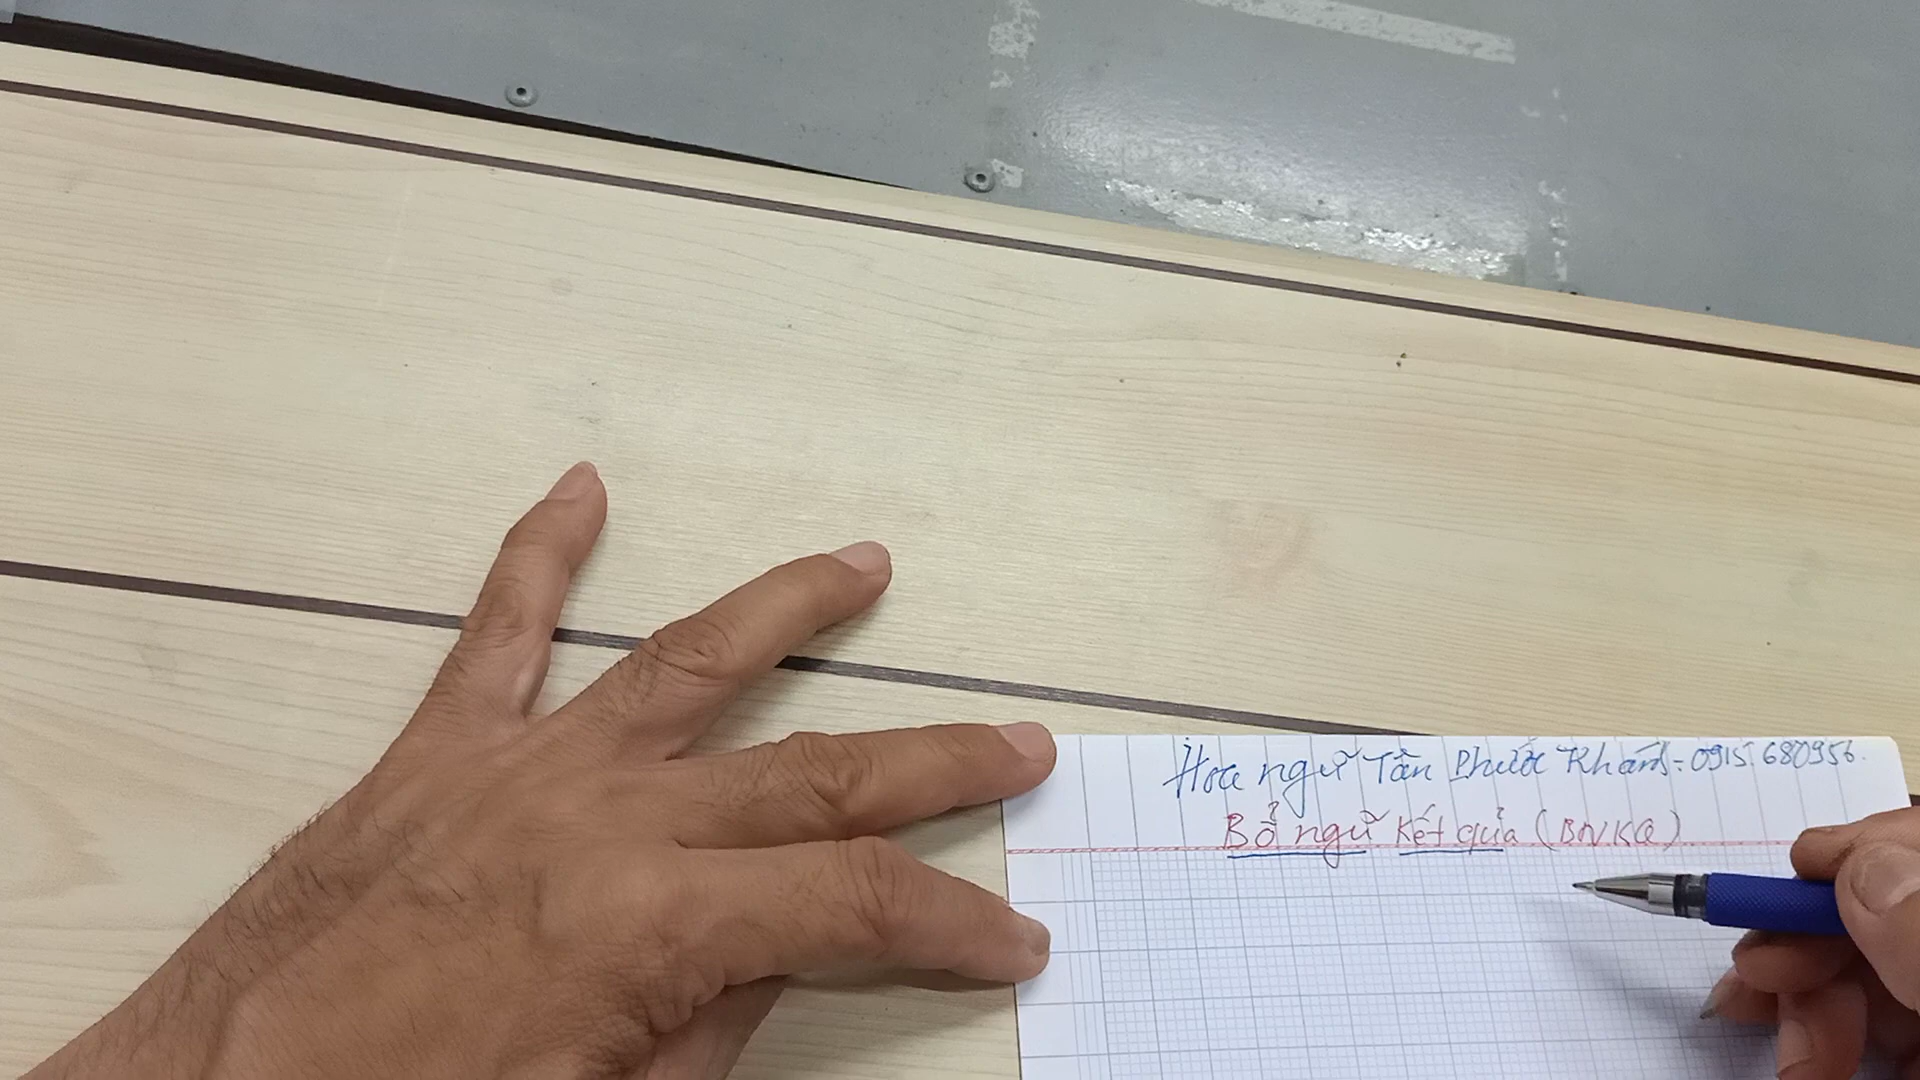 Hoa ngữ Tân Phước Khánh: 0915.680956.
Bổ ngữ Kết quả (BNKQ)